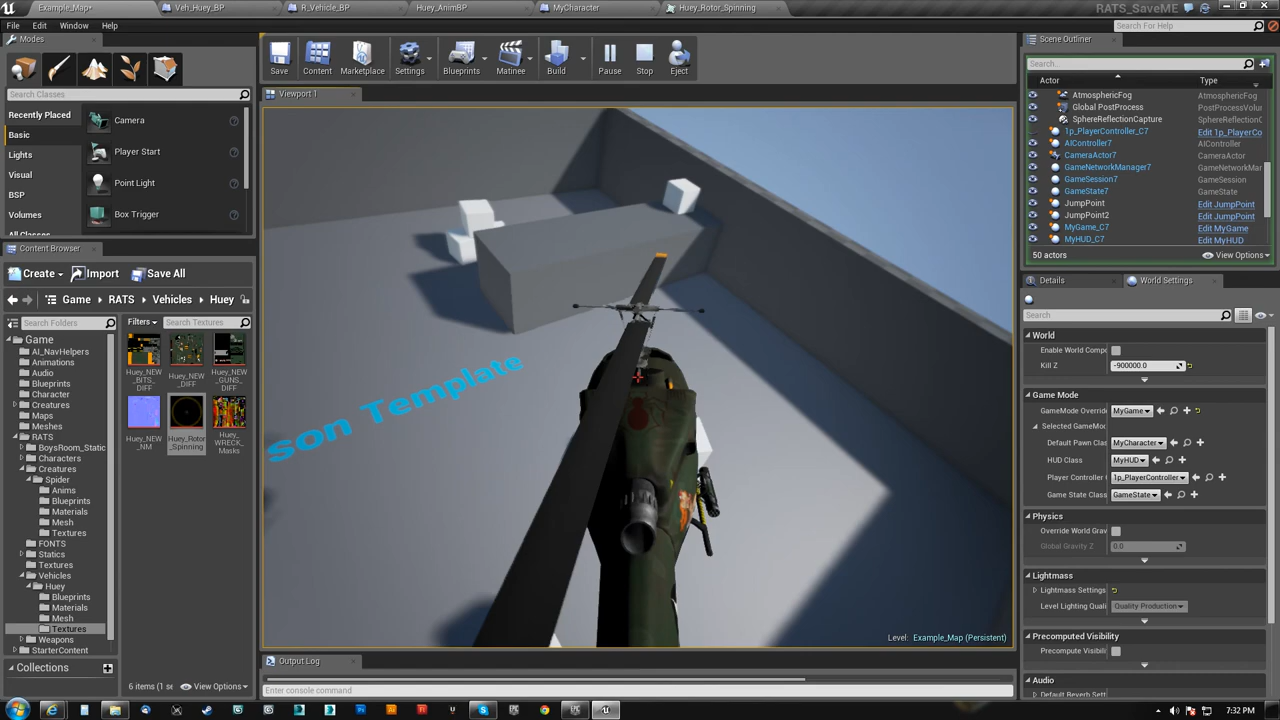 Example_Map*
Veh_Huey_BP
R_Vehicle_BP
Huey_AnimBP
MyCharacter
Huey_Rotor_Spinning
RATS_SaveME
File Edit Window Help
Search For Help
Modes
Search Classes
Recently Placed
Basic
Lights
Visual
BSP
Volumes
All Classes
Camera
Player Start
Point Light
Box Trigger
Content Browser
Create Import Save All
Game RATS Vehicles Huey
Search Folders
Filters Search Textures
Game
AI_NavHelpers
Animations
Audio
Blueprints
Character
Creatures
Maps
Meshes
RATS
BoysRoom_Static
Characters
Creatures
Spider
Anims
Blueprints
Materials
Mesh
Textures
FONTS
Statics
Textures
Vehicles
Huey
Blueprints
Materials
Mesh
Textures
Weapons
StarterContent
Collections
Huey_NEW
_BITS_
DIFF
Huey_NEW
_DIFF
Huey_NEW
_GUNS_
DIFF
Huey_NEW
_NM
Huey_Rotor
_Spinning
Huey_
WRECK_
Masks
6 items (1 se
View Options
Save Content Marketplace Settings Blueprints Matinee Build Pause Stop Eject
Viewport 1
son Template
Level: Example_Map (Persistent)
Output Log
Enter console command
Scene Outliner
Search...
Actor Type
AtmosphericFog AtmosphericFog
Global PostProcess PostProcessVolu
SphereReflectionCapture SphereReflectionC
1p_PlayerController_C7 Edit 1p_PlayerCo
AIController7 AIController
CameraActor7 CameraActor
GameNetworkManager7 GameNetworkMar
GameSession7 GameSession
GameState7 GameState
JumpPoint Edit JumpPoint
JumpPoint2 Edit JumpPoint
MyGame_C7 Edit MyGame
MyHUD_C7 Edit MyHUD
50 actors
View Options
Details
World Settings
Search
World
Enable World Compo
Kill Z -900000.0
Game Mode
GameMode Override MyGame
Selected GameMod
Default Pawn Clas MyCharacter
HUD Class MyHUD
Player Controller 1p_PlayerController
Game State Class GameState
Physics
Override World Grav
Global Gravity Z 0.0
Lightmass
Lightmass Settings
Level Lighting Quali Quality Production
Precomputed Visibility
Precompute Visibili
Audio
Default Reverb Sett
7:32 PM